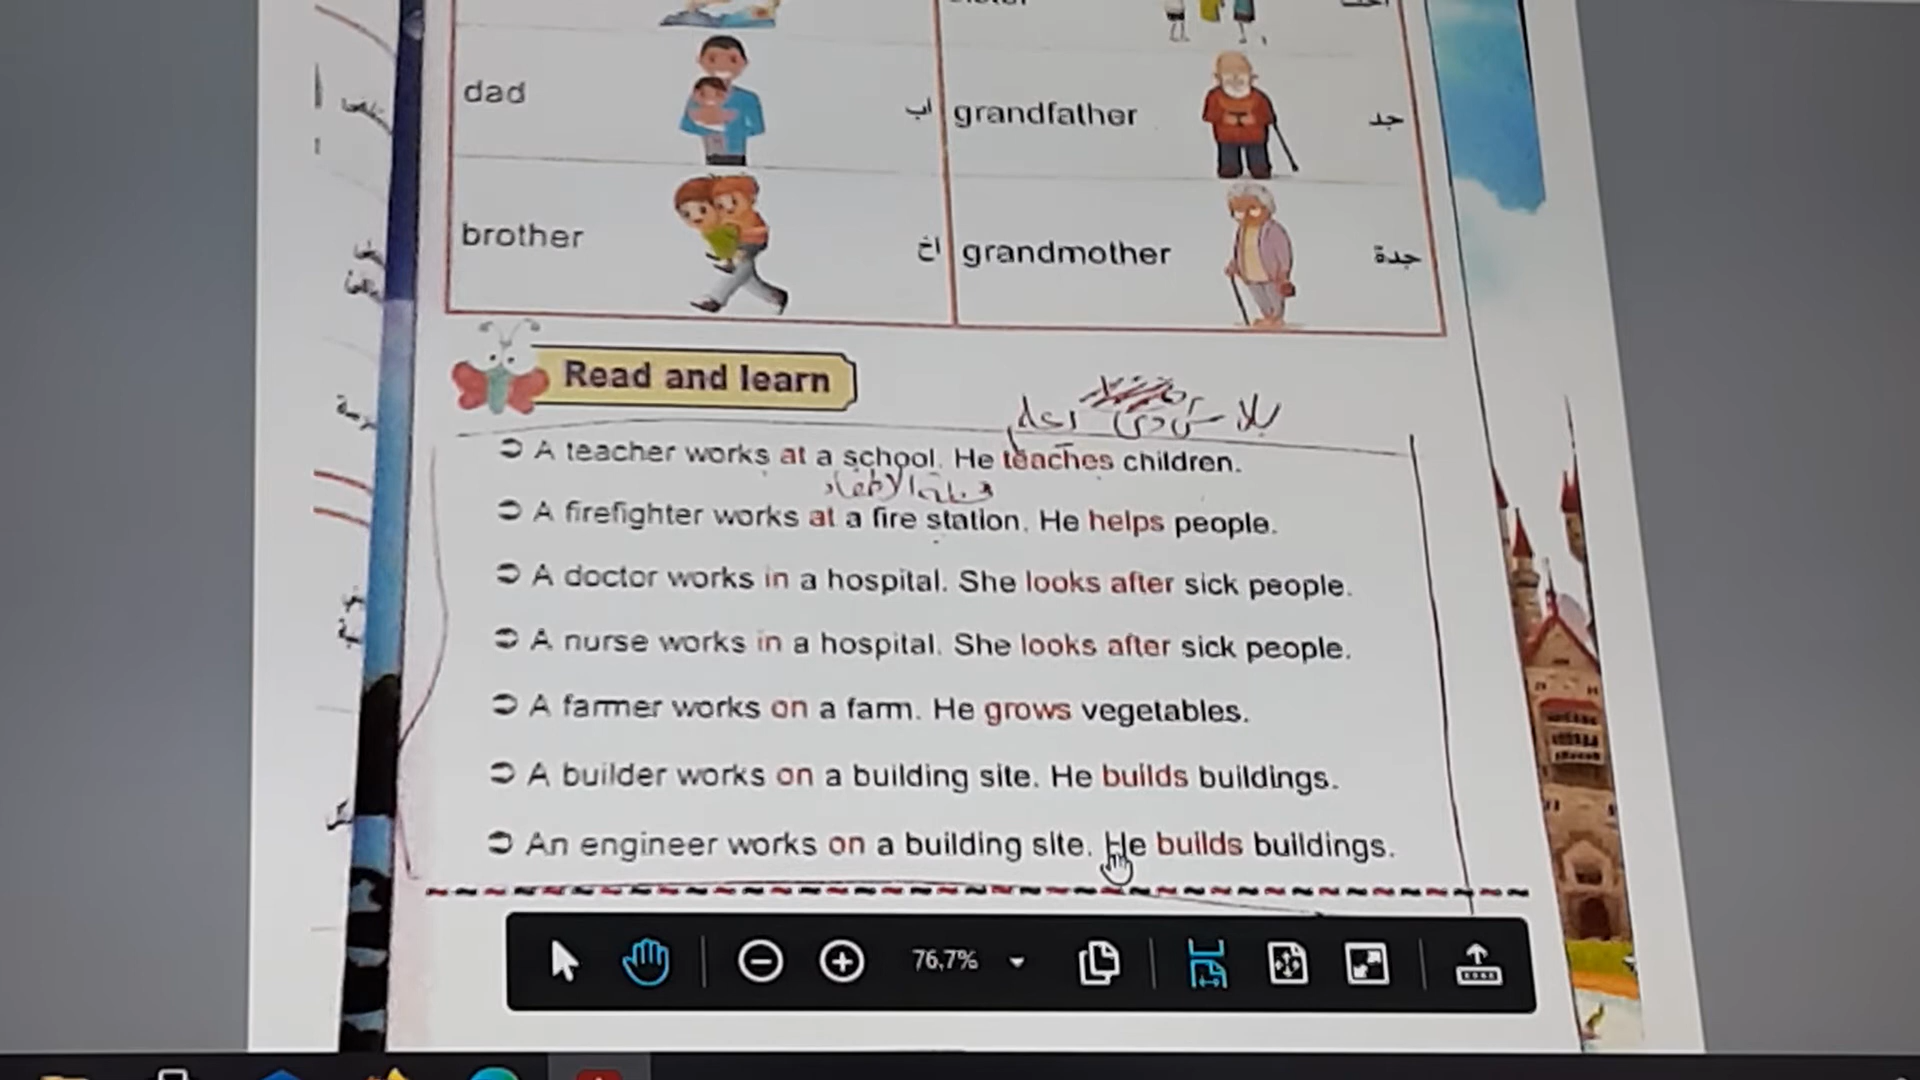 dad اب grandfather جد
brother اخ grandmother جدة
Read and learn
A teacher works at a school. He teaches children.
A firefighter works at a fire station. He helps people.
A doctor works in a hospital. She looks after sick people.
A nurse works in a hospital. She looks after sick people.
A farmer works on a farm. He grows vegetables.
A builder works on a building site. He builds buildings.
An engineer works on a building site. He builds buildings.
76,7%